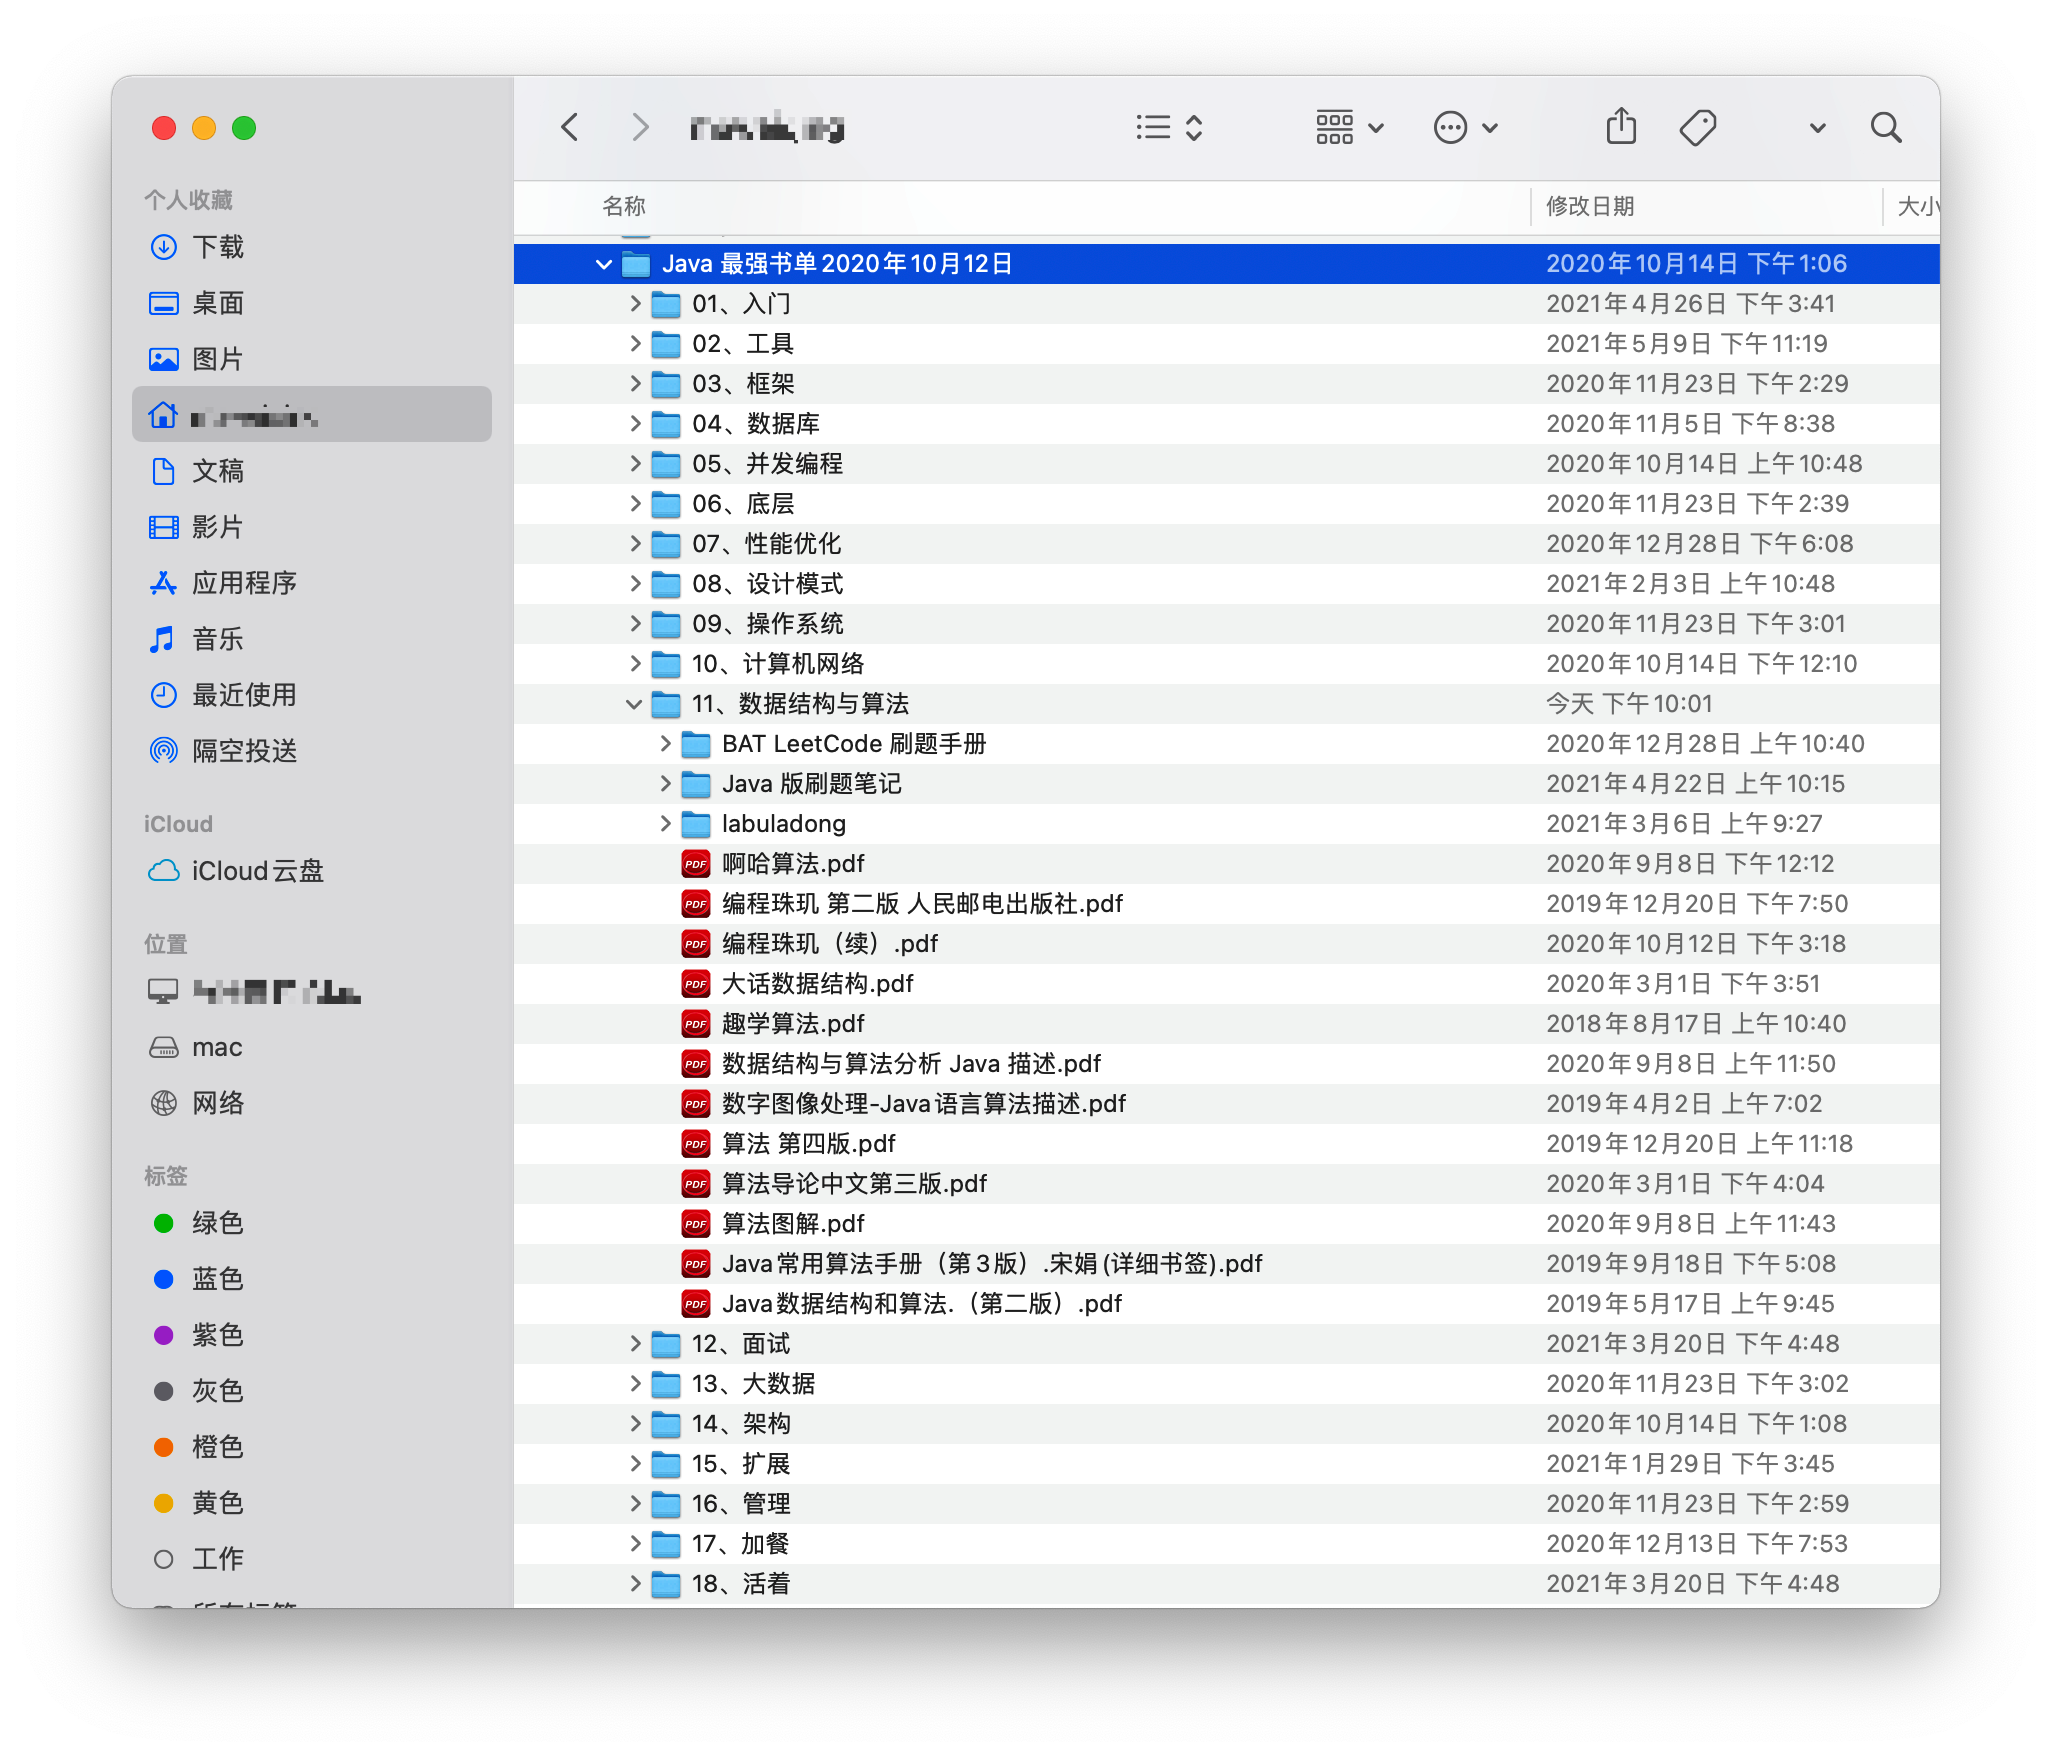 个人收藏
下载
桌面
图片
文稿
影片
应用程序
音乐
最近使用
隔空投送
iCloud
iCloud云盘
位置
mac
网络
标签
绿色
蓝色
紫色
灰色
橙色
黄色
工作
所有标签
名称 修改日期 大小
Java 最强书单2020年10月12日 2020年10月14日 下午1:06
01、入门 2021年4月26日 下午3:41
02、工具 2021年5月9日 下午11:19
03、框架 2020年11月23日 下午2:29
04、数据库 2020年11月5日 下午8:38
05、并发编程 2020年10月14日 上午10:48
06、底层 2020年11月23日 下午2:39
07、性能优化 2020年12月28日 下午6:08
08、设计模式 2021年2月3日 上午10:48
09、操作系统 2020年11月23日 下午3:01
10、计算机网络 2020年10月14日 下午12:10
11、数据结构与算法 今天 下午10:01
BAT LeetCode 刷题手册 2020年12月28日 上午10:40
Java 版刷题笔记 2021年4月22日 上午10:15
labuladong 2021年3月6日 上午9:27
PDF 啊哈算法.pdf 2020年9月8日 下午12:12
PDF 编程珠玑 第二版 人民邮电出版社.pdf 2019年12月20日 下午7:50
PDF 编程珠玑（续）.pdf 2020年10月12日 下午3:18
PDF 大话数据结构.pdf 2020年3月1日 下午3:51
PDF 趣学算法.pdf 2018年8月17日 上午10:40
PDF 数据结构与算法分析 Java 描述.pdf 2020年9月8日 上午11:50
PDF 数字图像处理-Java语言算法描述.pdf 2019年4月2日 上午7:02
PDF 算法 第四版.pdf 2019年12月20日 上午11:18
PDF 算法导论中文第三版.pdf 2020年3月1日 下午4:04
PDF 算法图解.pdf 2020年9月8日 上午11:43
PDF Java常用算法手册（第3版）.宋娟(详细书签).pdf 2019年9月18日 下午5:08
PDF Java数据结构和算法.（第二版）.pdf 2019年5月17日 上午9:45
12、面试 2021年3月20日 下午4:48
13、大数据 2020年11月23日 下午3:02
14、架构 2020年10月14日 下午1:08
15、扩展 2021年1月29日 下午3:45
16、管理 2020年11月23日 下午2:59
17、加餐 2020年12月13日 下午7:53
18、活着 2021年3月20日 下午4:48